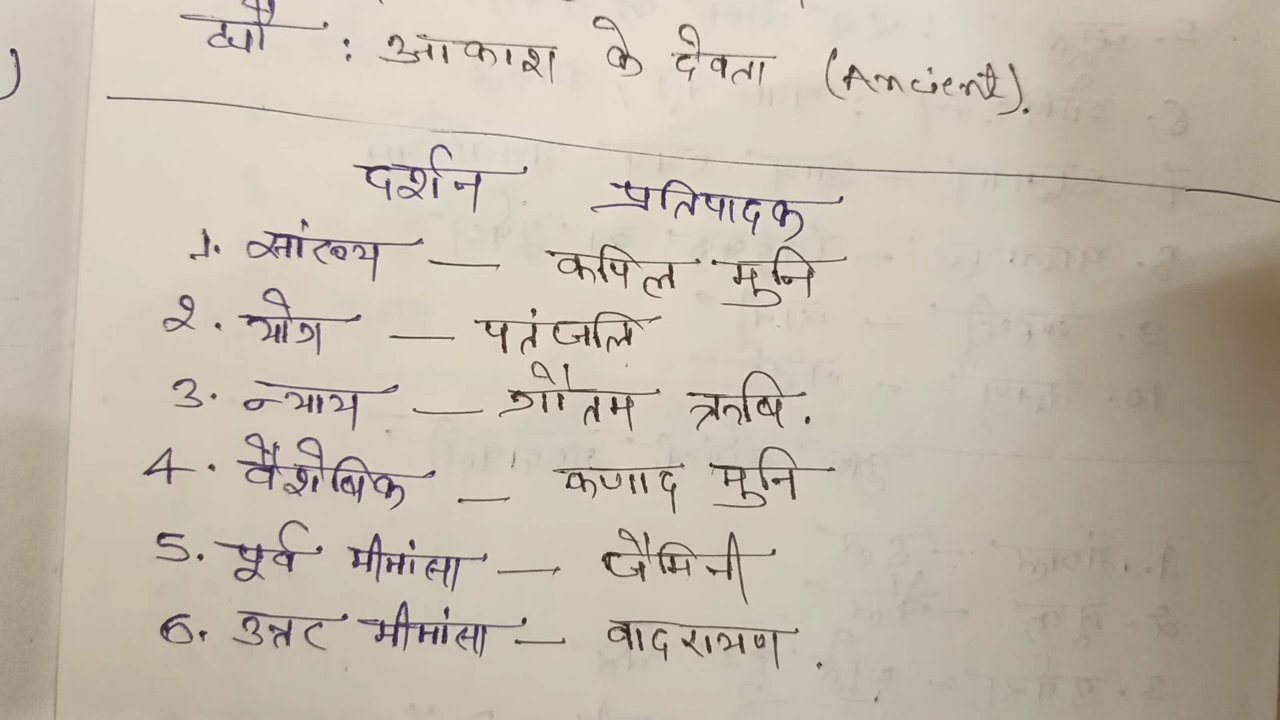 द्यौ : आकाश के देवता (Ancient).
दर्शन प्रतिपादक
1. सांख्य — कपिल मुनि
2. योग — पतंजलि
3. न्याय — गौतम ऋषि.
4. वैशेषिक — कणाद मुनि
5. पूर्व मीमांसा — जैमिनी
6. उत्तर मीमांसा — वादरायण.